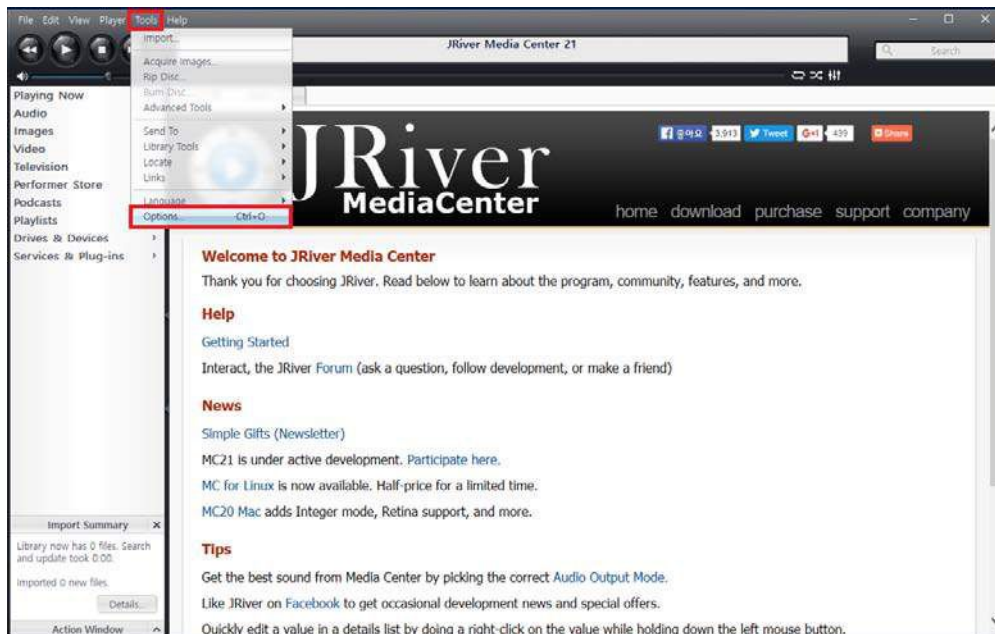 File Edit View Player Tools Help
JRiver Media Center 21
Search
Import...
Acquire Images...
Rip Disc...
Burn Disc...
Advanced Tools
Send To
Library Tools
Locate
Links
Language
Options... Ctrl+O
Playing Now
Audio
Images
Video
Television
Performer Store
Podcasts
Playlists
Drives & Devices
Services & Plug-ins
좋아요 3,913 Tweet G+1 439 Share
JRiver
MediaCenter
home download purchase support company
Welcome to JRiver Media Center
Thank you for choosing JRiver. Read below to learn about the program, community, features, and more.
Help
Getting Started
Interact, the JRiver Forum (ask a question, follow development, or make a friend)
News
Simple Gifts (Newsletter)
MC21 is under active development. Participate here.
MC for Linux is now available. Half-price for a limited time.
MC20 Mac adds Integer mode, Retina support, and more.
Tips
Get the best sound from Media Center by picking the correct Audio Output Mode.
Like JRiver on Facebook to get occasional development news and special offers.
Quickly edit a value in a details list by doing a right-click on the value while holding down the left mouse button.
Import Summary
Library now has 0 files. Search
and update took 0:00.
Imported 0 new files.
Details...
Action Window